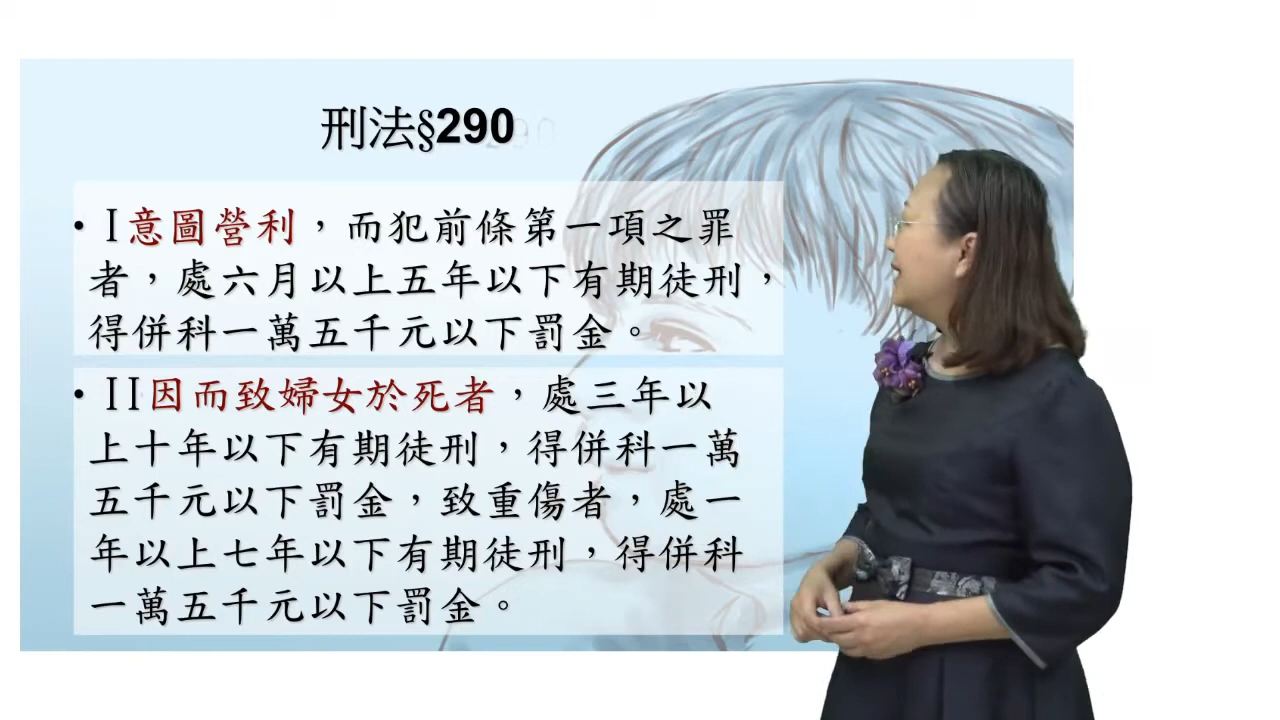 刑法§290
• I意圖營利，而犯前條第一項之罪
者，處六月以上五年以下有期徒刑，
得併科一萬五千元以下罰金。
• II因而致婦女於死者，處三年以
上十年以下有期徒刑，得併科一萬
五千元以下罰金，致重傷者，處一
年以上七年以下有期徒刑，得併科
一萬五千元以下罰金。